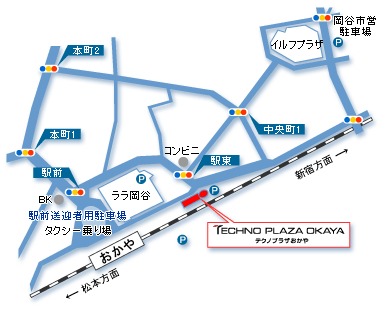 岡谷市営
駐車場
イルフプラザ
P
本町2
中央町1
本町1
コンビニ
駅東
駅前
新宿方面
BK
ララ岡谷
P
P
駅前送迎者用駐車場
タクシー乗り場
TECHNO PLAZA OKAYA
テクノプラザおかや
おかや
P
松本方面